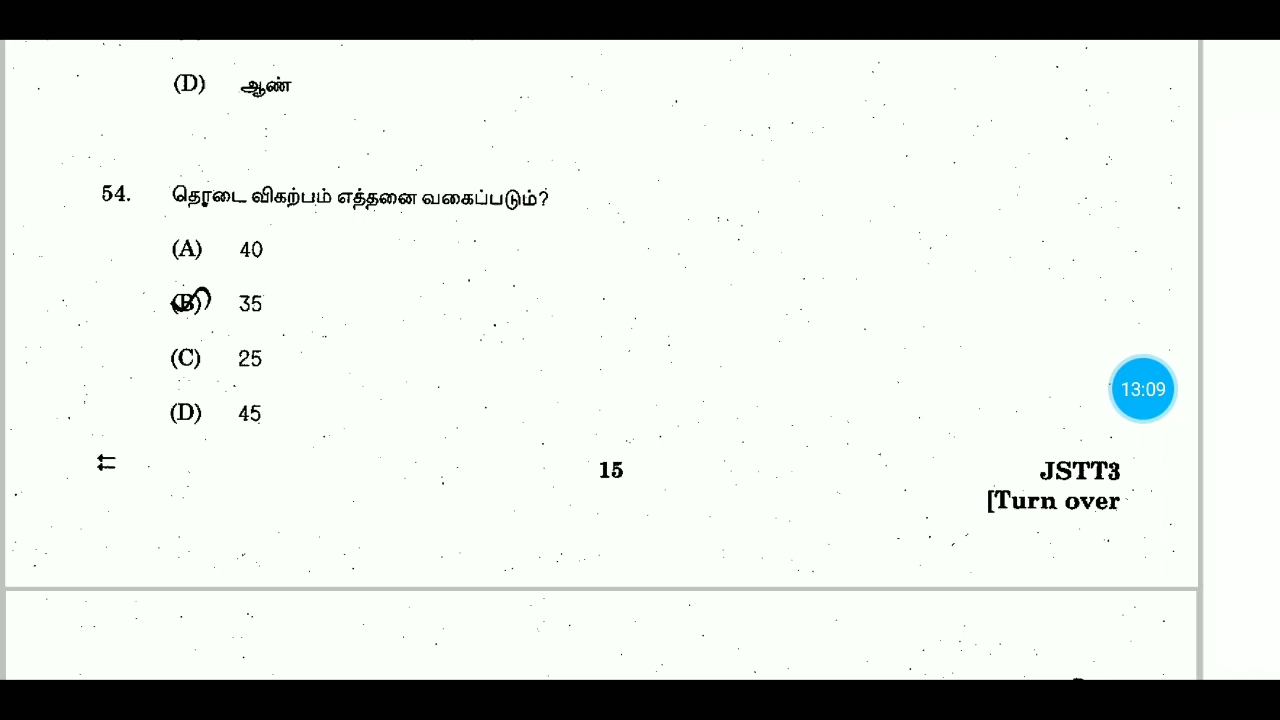 (D) ஆண்
54. தொடை விகற்பம் எத்தனை வகைப்படும்?
(A) 40
(B) 35
(C) 25
(D) 45
13:09
⇇ 15 JSTT3
[Turn over